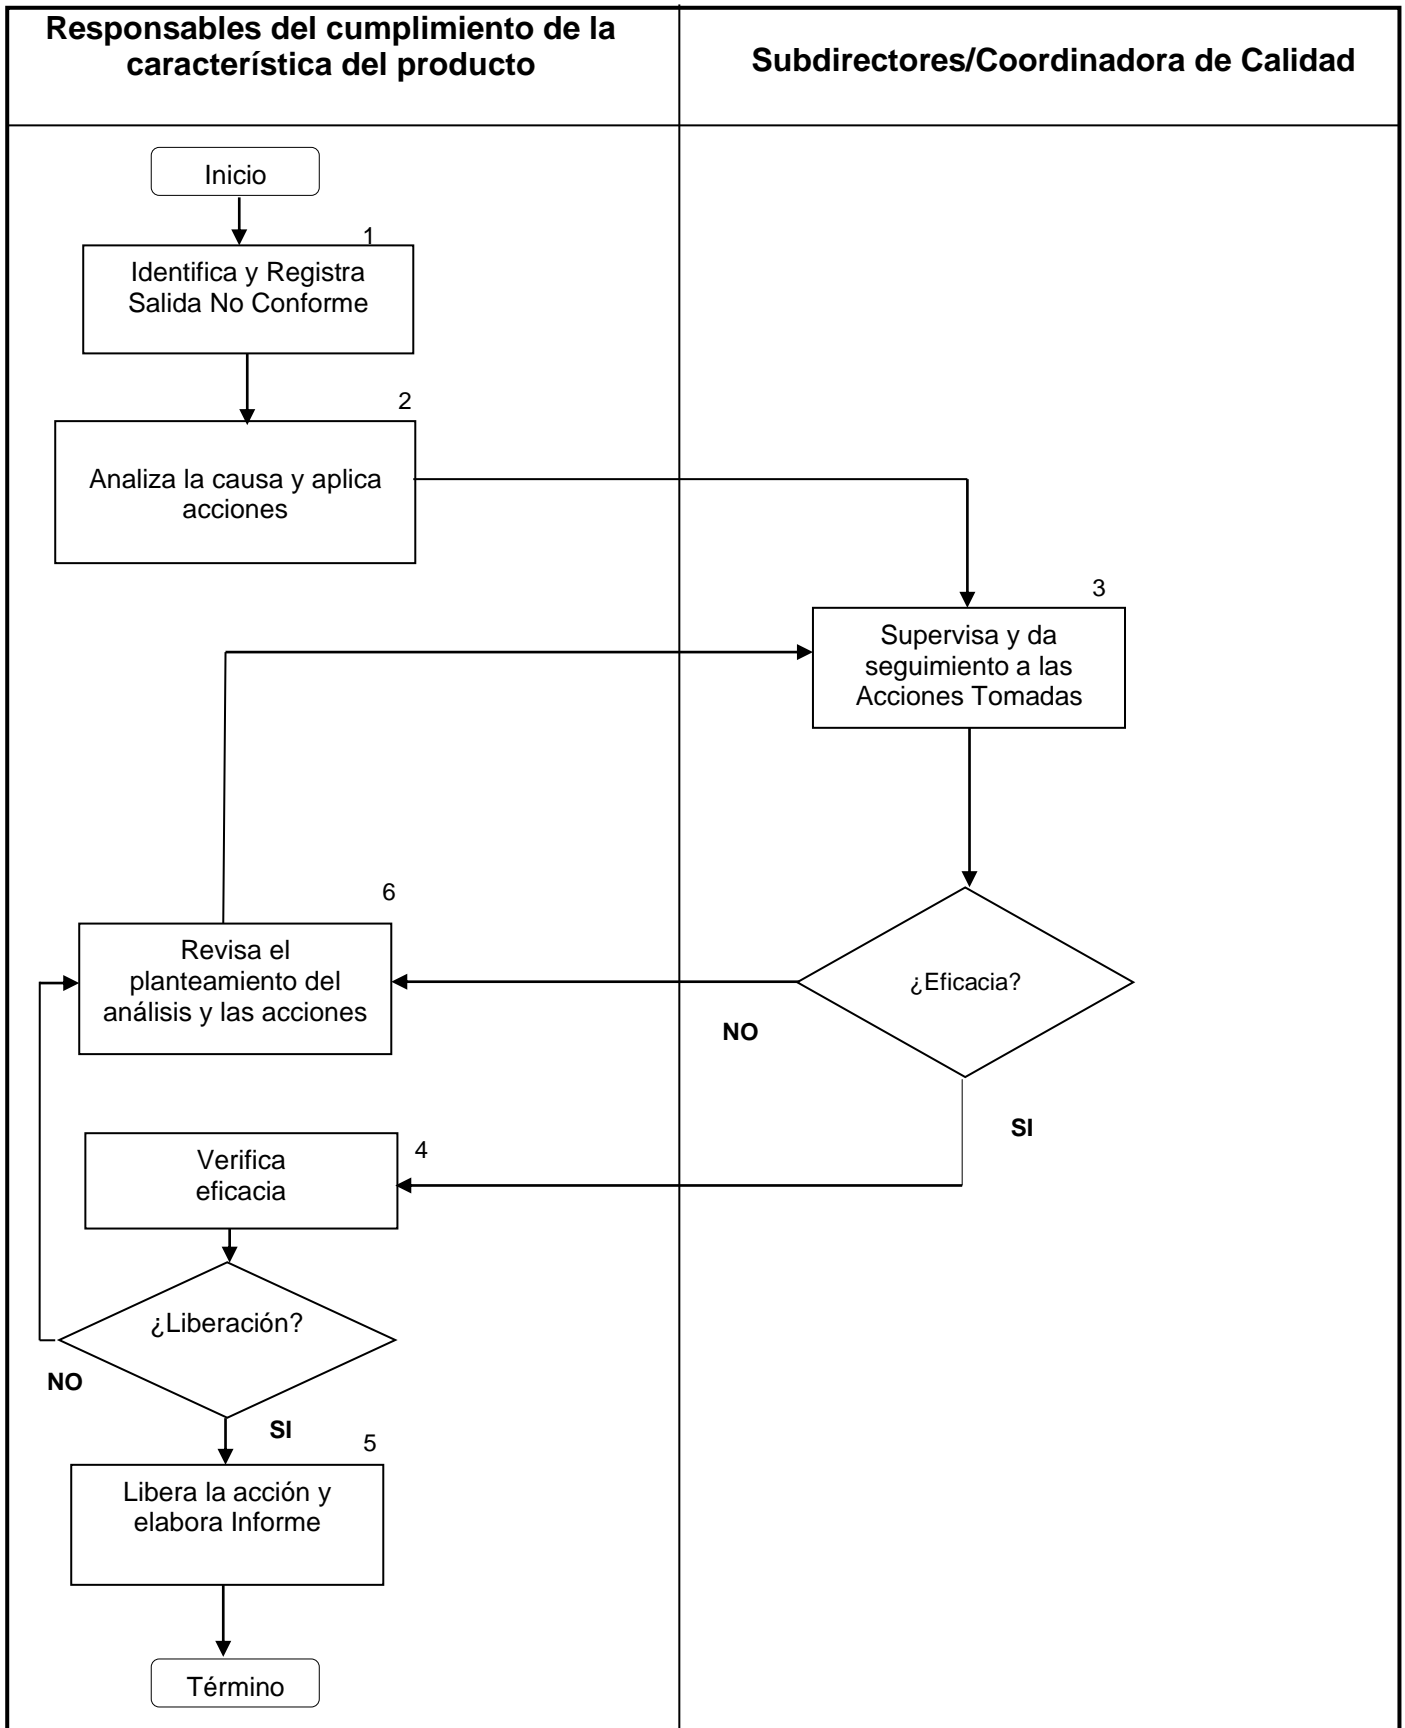 Responsables del cumplimiento de la
característica del producto
Subdirectores/Coordinadora de Calidad
Inicio
1
Identifica y Registra
Salida No Conforme
2
Analiza la causa y aplica
acciones
3
Supervisa y da
seguimiento a las
Acciones Tomadas
6
Revisa el
planteamiento del
análisis y las acciones
¿Eficacia?
NO
SI
4
Verifica
eficacia
¿Liberación?
NO
SI
5
Libera la acción y
elabora Informe
Término